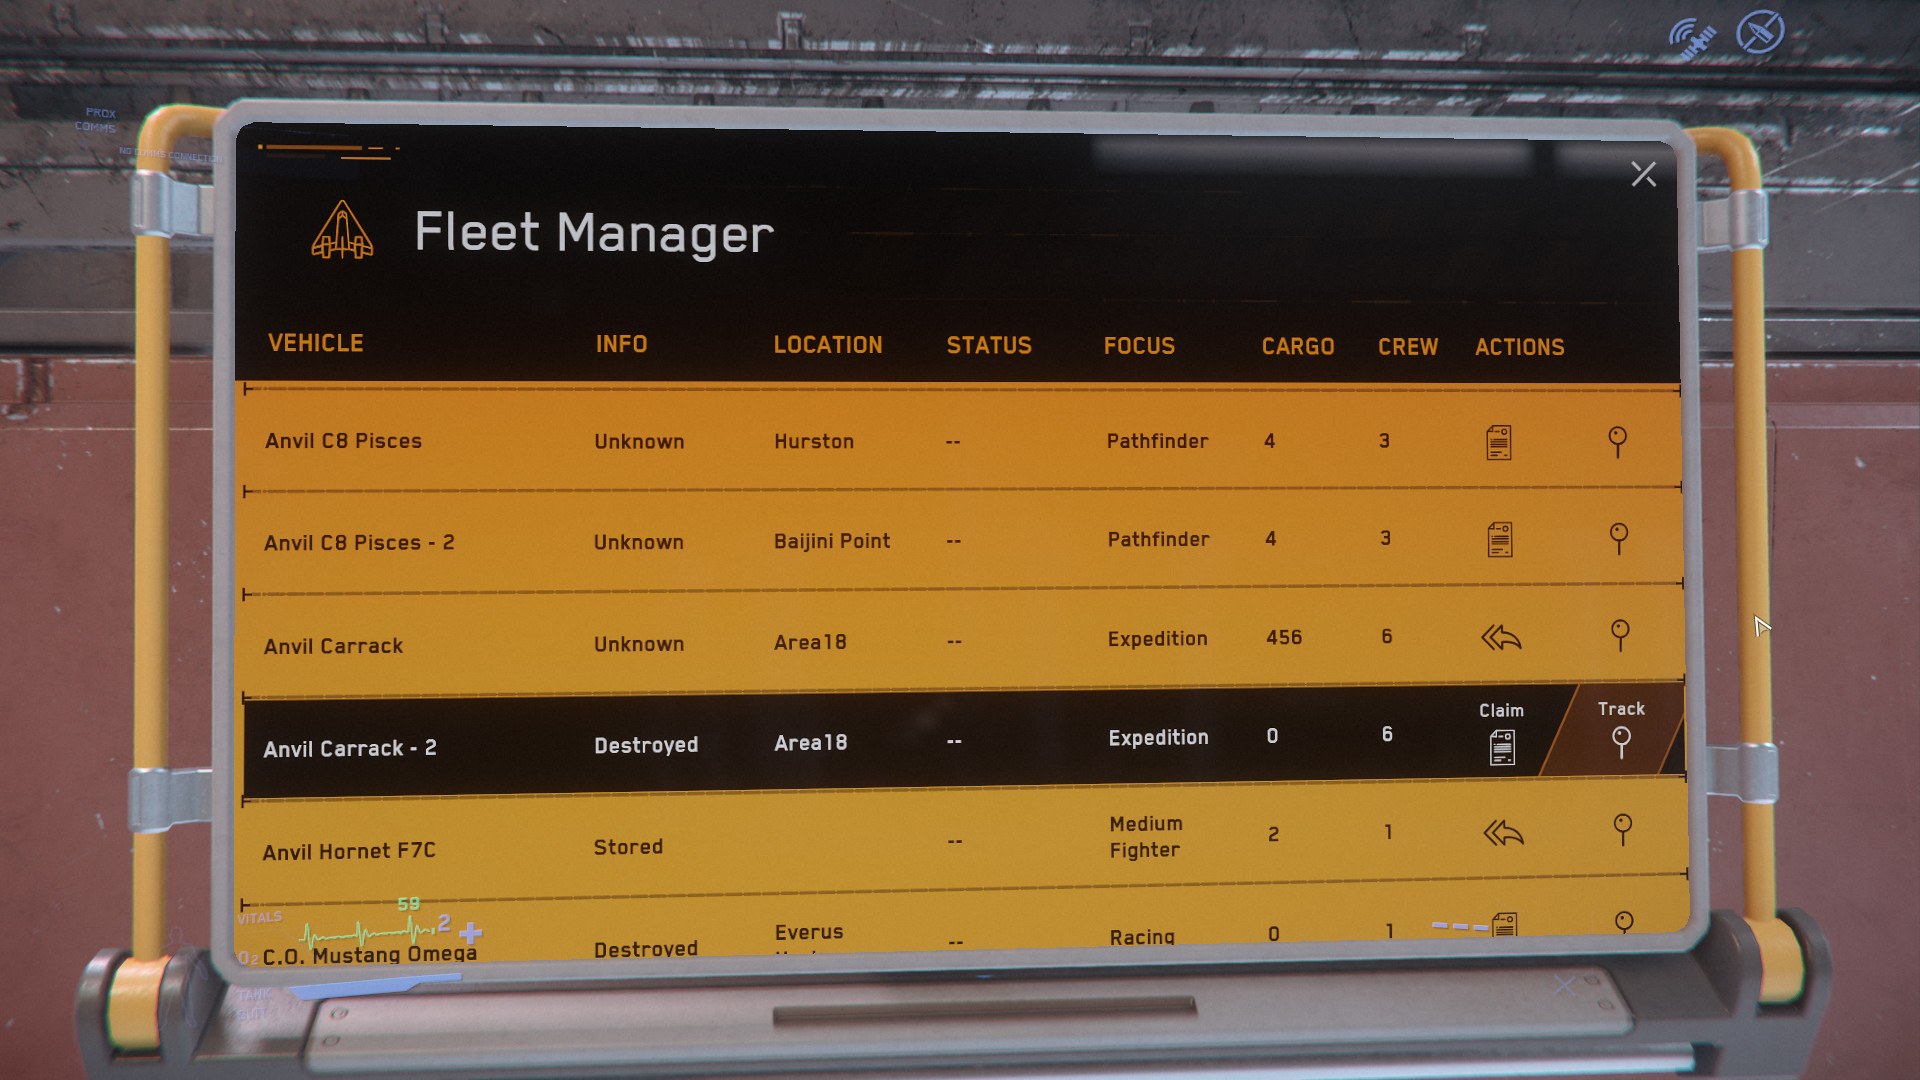 PROX
COMMS
NO COMMS CONNECTION
Fleet Manager
VEHICLE INFO LOCATION STATUS FOCUS CARGO CREW ACTIONS
Anvil C8 Pisces Unknown Hurston -- Pathfinder 4 3
Anvil C8 Pisces - 2 Unknown Baijini Point -- Pathfinder 4 3
Anvil Carrack Unknown Area18 -- Expedition 456 6
Claim Track
Anvil Carrack - 2 Destroyed Area18 -- Expedition 0 6
Anvil Hornet F7C Stored -- Medium Fighter 2 1
59
VITALS 2
C.O. Mustang Omega Destroyed Everus -- Racing 0 1
O2
TANK
SUIT